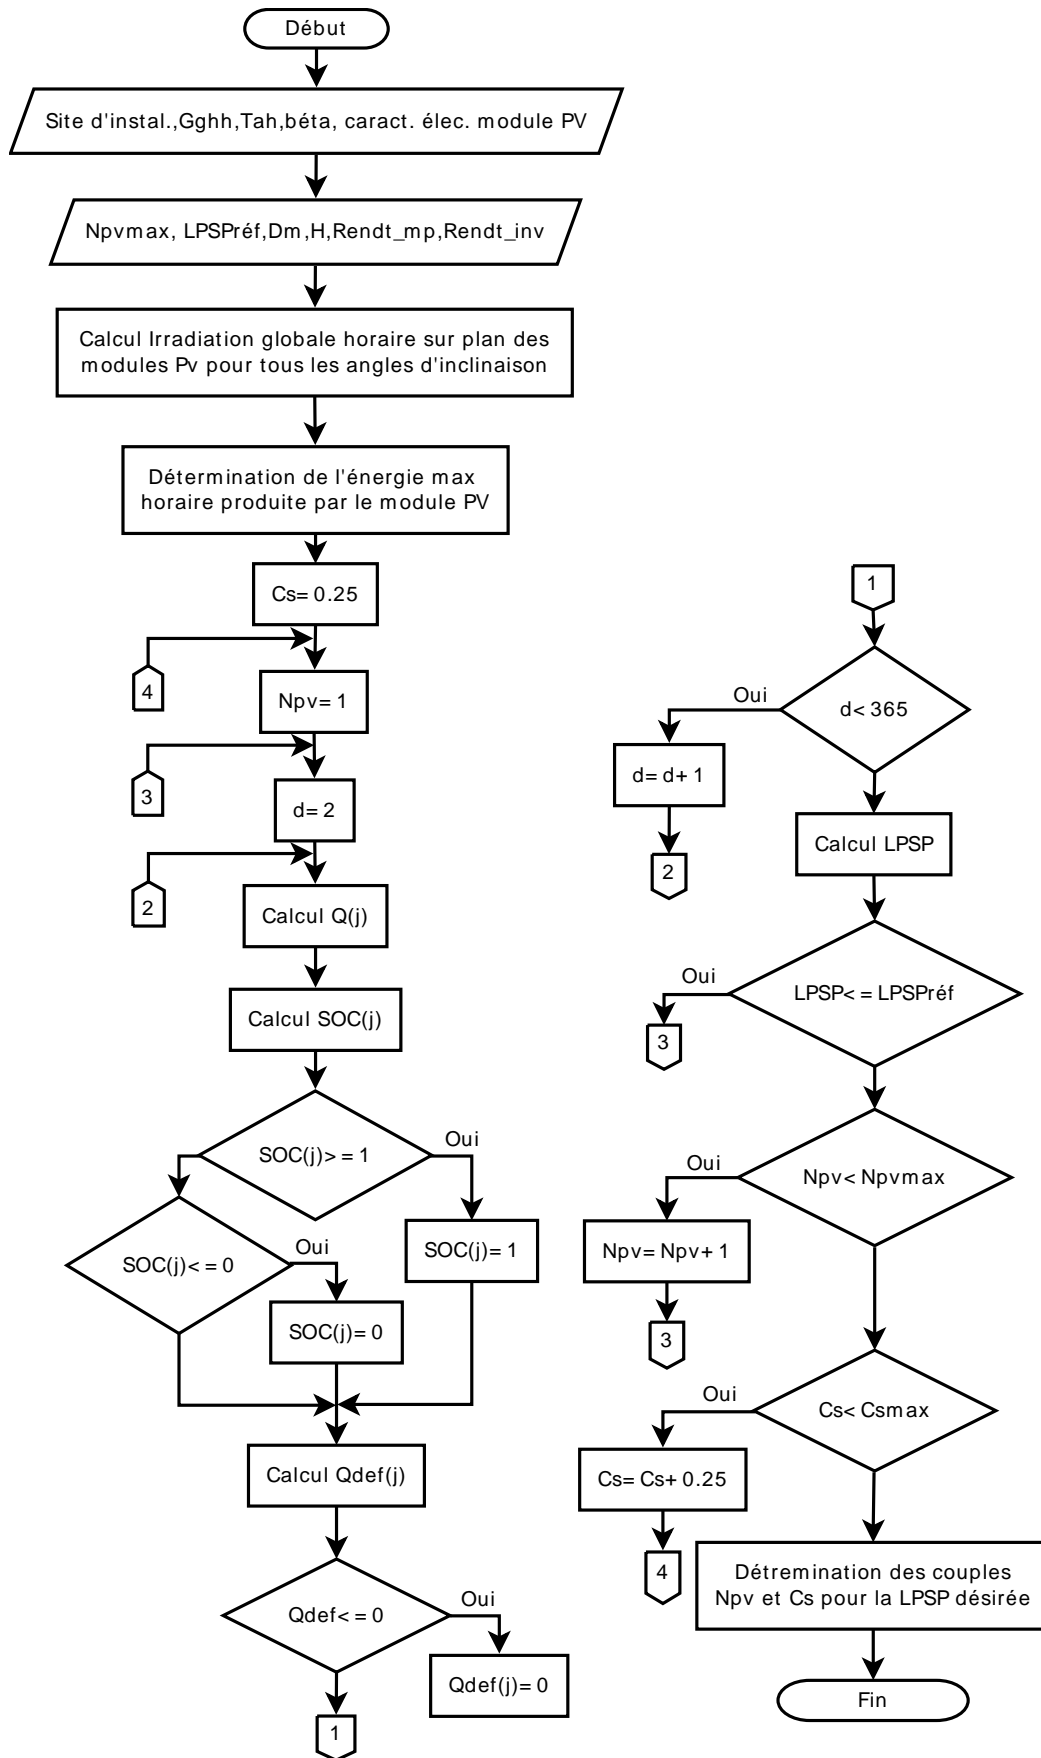 Début
Site d'instal.,Gghh,Tah,béta, caract. élec. module PV
Npvmax, LPSPréf,Dm,H,Rendt_mp,Rendt_inv
Calcul Irradiation globale horaire sur plan des
modules Pv pour tous les angles d'inclinaison
Détermination de l'énergie max
horaire produite par le module PV
Cs= 0.25
4
Npv= 1
3
d= 2
2
Calcul Q(j)
Calcul SOC(j)
SOC(j)> = 1
Oui
SOC(j)= 1
SOC(j)< = 0
Oui
SOC(j)= 0
Calcul Qdef(j)
Qdef< = 0
Oui
Qdef(j)= 0
1
1
d< 365
Oui
d= d+ 1
2
Calcul LPSP
LPSP< = LPSPréf
Oui
3
Npv< Npvmax
Oui
Npv= Npv+ 1
3
Cs< Csmax
Oui
Cs= Cs+ 0.25
4
Détremination des couples
Npv et Cs pour la LPSP désirée
Fin